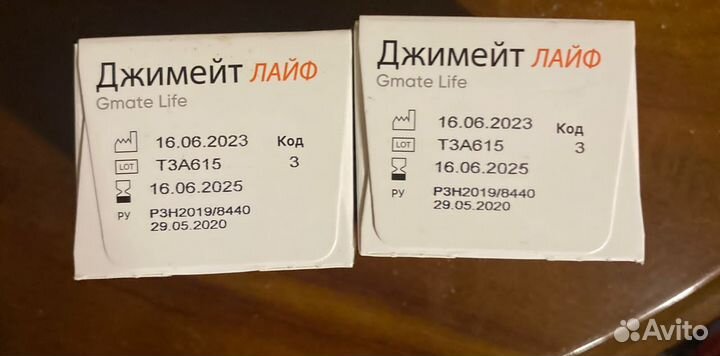 Джимейт ЛАЙФ
Gmate Life
16.06.2023 Код
LOT T3A615 3
16.06.2025
РУ РЗН2019/8440
29.05.2020
Джимейт ЛАЙФ
Gmate Life
16.06.2023 Код
LOT T3A615 3
16.06.2025
РУ РЗН2019/8440
29.05.2020
Avito